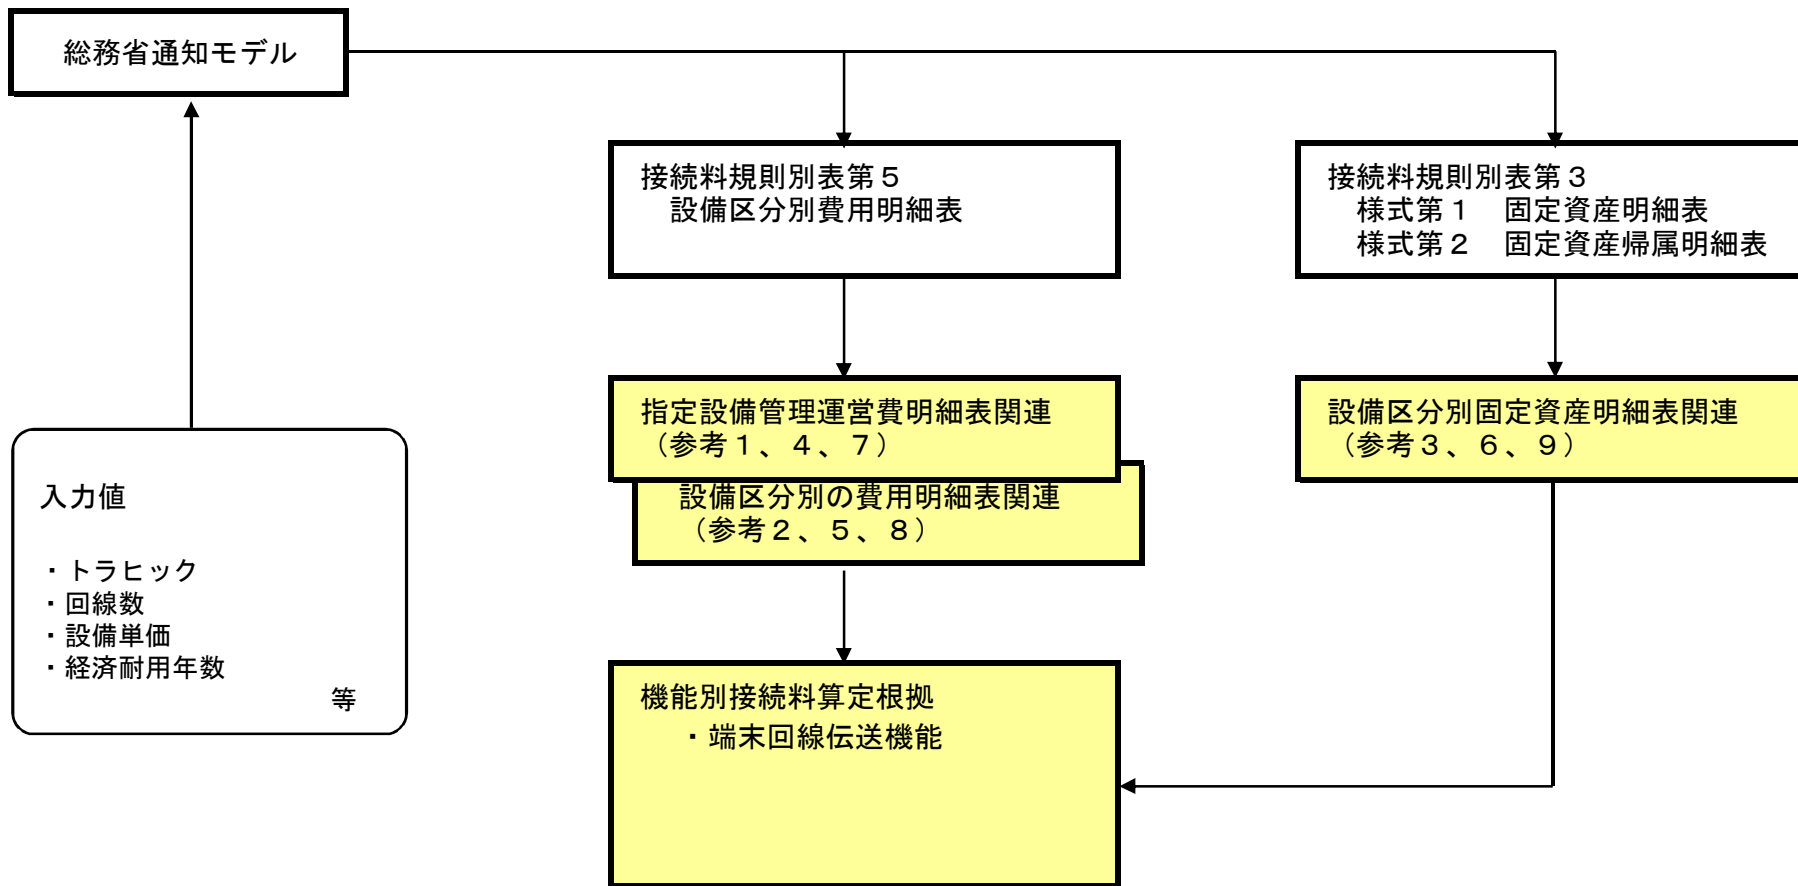 総務省通知モデル
接続料規則別表第５
設備区分別費用明細表
接続料規則別表第３
様式第１　固定資産明細表
様式第２　固定資産帰属明細表
指定設備管理運営費明細表関連
（参考１、４、７）
設備区分別の費用明細表関連
（参考２、５、８）
設備区分別固定資産明細表関連
（参考３、６、９）
入力値
・トラヒック
・回線数
・設備単価
・経済耐用年数
等
機能別接続料算定根拠
・端末回線伝送機能